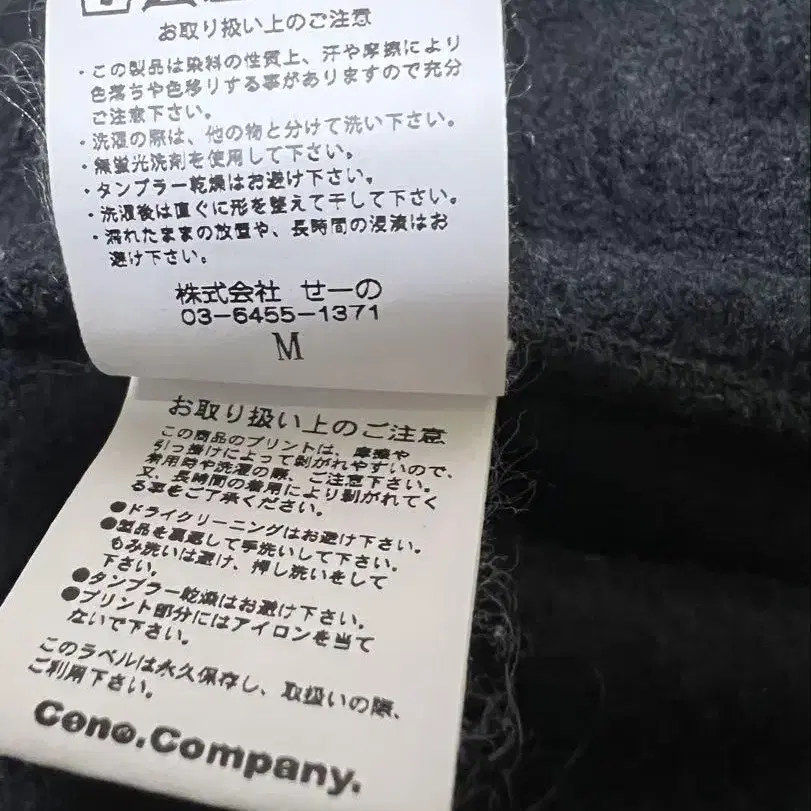 お取り扱い上のご注意
・この製品は染料の性質上、汗や摩擦により
色落ちや色移りする事がありますので充分
ご注意下さい。
・洗濯の際は、他の物と分けて洗い下さい。
・無蛍光洗剤を使用して下さい。
・タンブラー乾燥はお避け下さい。
・洗濯後は直ぐに形を整えて干して下さい。
・濡れたままの放置や、長時間の浸漬はお
避け下さい。
株式会社 せーの
03-6455-1371
M
お取り扱い上のご注意
この商品のプリントは、摩擦や
引っ掛けによって剝がれやすいので、
着用時や洗濯の際、ご注意下さい。
又、長時間の着用により剝がれてく
る事をご了承ください。
●ドライクリーニングはお避け下さい。
●製品を裏返して手洗いして下さい。
もみ洗いは避け、押し洗いをして
下さい。
●タンブラー乾燥はお避け下さい。
●プリント部分にはアイロンを当て
ないで下さい。
このラベルは永久保存し、取扱いの際、
ご利用下さい。
Ceno.Company.